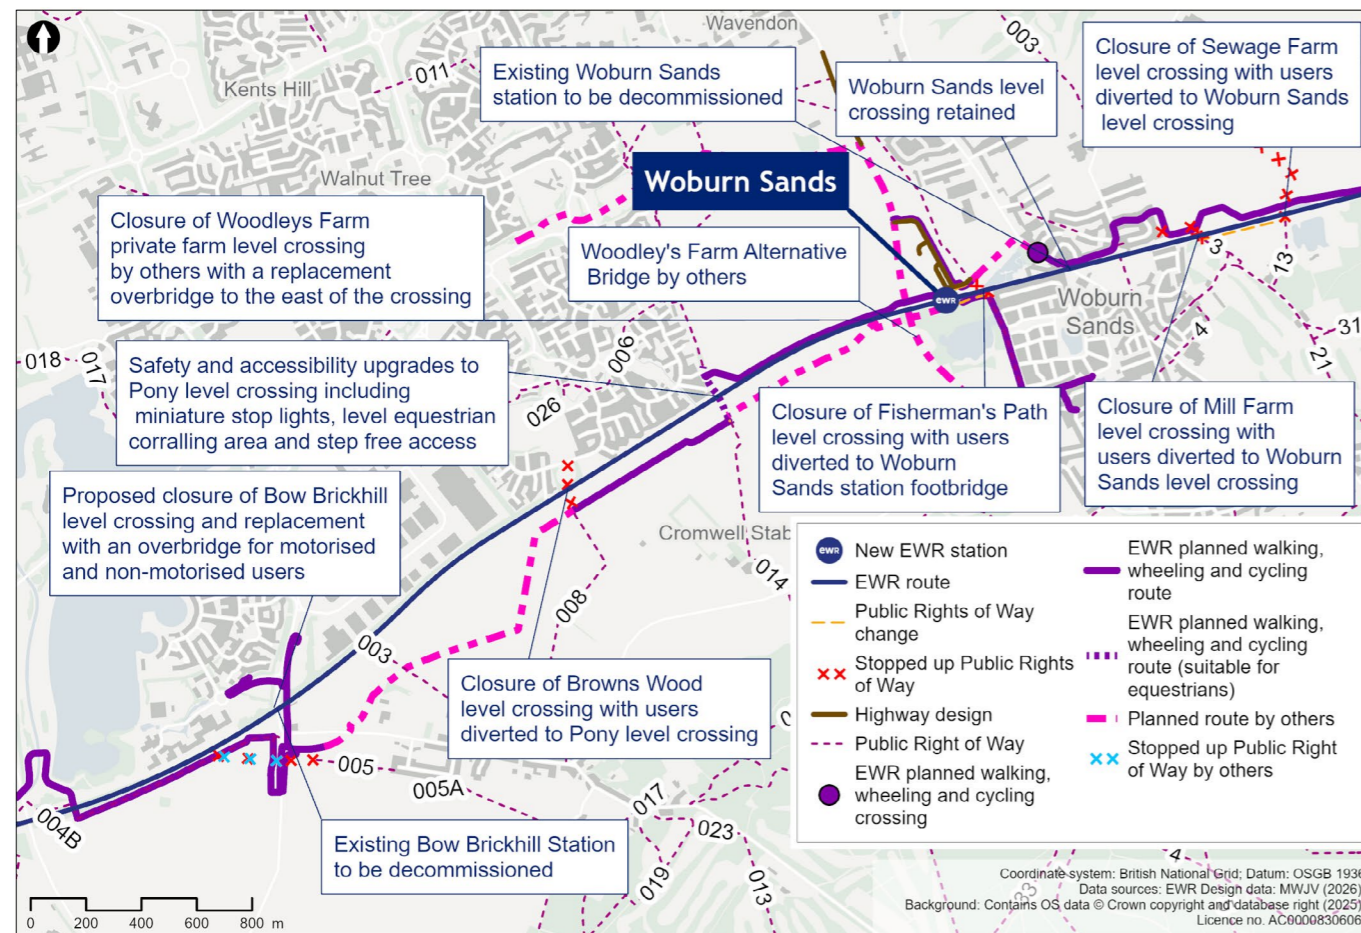 Wavendon
003
Closure of Sewage Farm
level crossing with users
diverted to Woburn Sands
level crossing
Existing Woburn Sands
station to be decommissioned
Woburn Sands level
crossing retained
011
Kents Hill
Walnut Tree
Woburn Sands
Closure of Woodleys Farm
private farm level crossing
by others with a replacement
overbridge to the east of the crossing
Woodley's Farm Alternative
Bridge by others
3
13
Woburn
Sands
4
31
21
ewr
018
017
006
026
Safety and accessibility upgrades to
Pony level crossing including
miniature stop lights, level equestrian
corralling area and step free access
Closure of Fisherman's Path
level crossing with users
diverted to Woburn
Sands station footbridge
Closure of Mill Farm
level crossing with
users diverted to Woburn
Sands level crossing
Proposed closure of Bow Brickhill
level crossing and replacement
with an overbridge for motorised
and non-motorised users
Cromwell Stab
014
008
003
Closure of Browns Wood
level crossing with users
diverted to Pony level crossing
005
005A
004B
017
023
019
013
Existing Bow Brickhill Station
to be decommissioned
ewr New EWR station
EWR route
Public Rights of Way
change
Stopped up Public Rights
of Way
Highway design
Public Right of Way
EWR planned walking,
wheeling and cycling
crossing
EWR planned walking,
wheeling and cycling
route
EWR planned walking,
wheeling and cycling
route (suitable for
equestrians)
Planned route by others
Stopped up Public Right
of Way by others
33
4
0 200 400 600 800 m
Coordinate system: British National Grid; Datum: OSGB 1936
Data sources: EWR Design data: MWJV (2026)
Background: Contains OS data © Crown copyright and database right (2025)
Licence no. AC0000830606